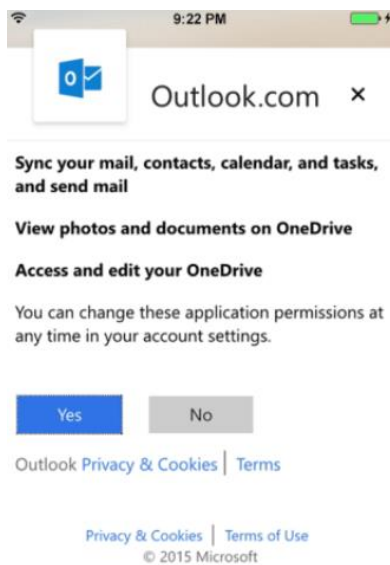 9:22 PM
Outlook.com ×
Sync your mail, contacts, calendar, and tasks,
and send mail
View photos and documents on OneDrive
Access and edit your OneDrive
You can change these application permissions at
any time in your account settings.
Yes No
Outlook Privacy & Cookies | Terms
Privacy & Cookies | Terms of Use
© 2015 Microsoft